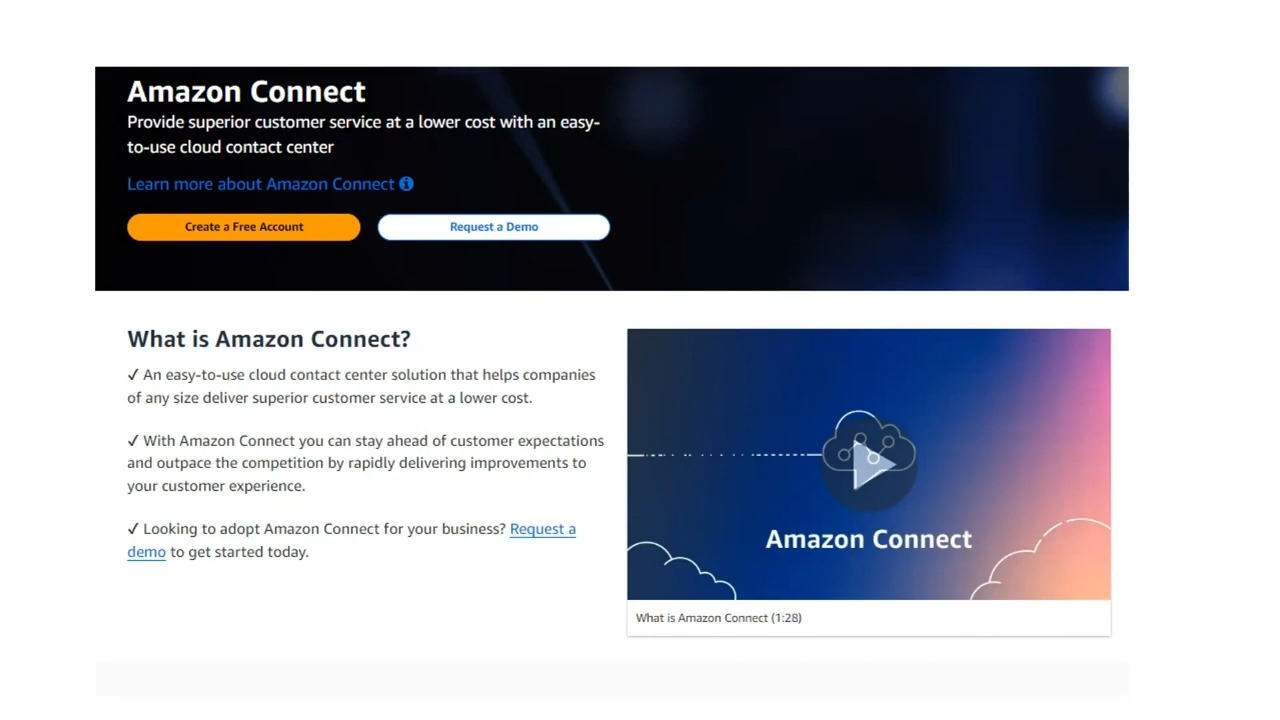 Amazon Connect
Provide superior customer service at a lower cost with an easy-
to-use cloud contact center
Learn more about Amazon Connect
Create a Free Account
Request a Demo
What is Amazon Connect?
✓ An easy-to-use cloud contact center solution that helps companies
of any size deliver superior customer service at a lower cost.
✓ With Amazon Connect you can stay ahead of customer expectations
and outpace the competition by rapidly delivering improvements to
your customer experience.
✓ Looking to adopt Amazon Connect for your business? Request a
demo to get started today.
Amazon Connect
What is Amazon Connect (1:28)